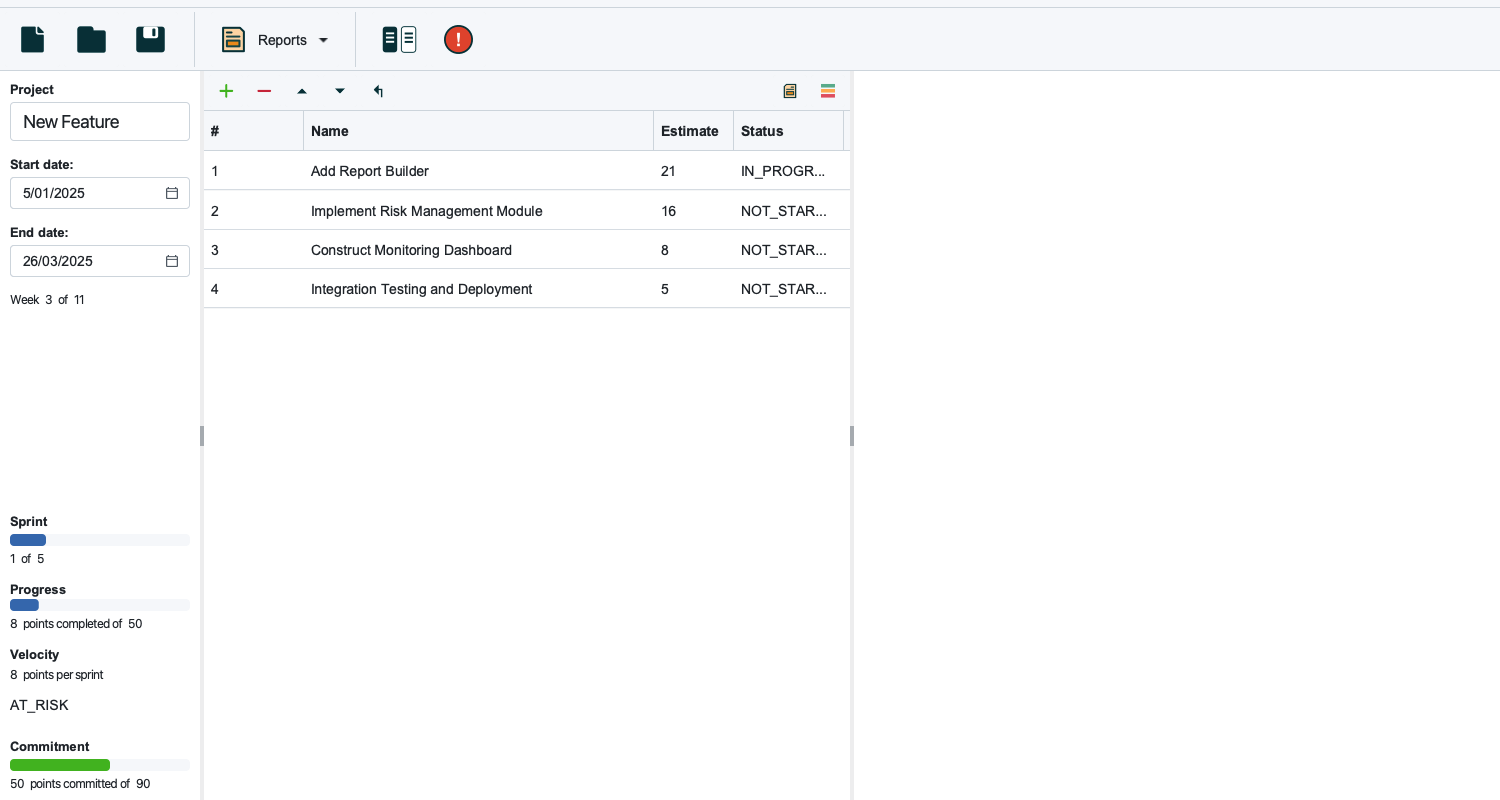 Reports
Project
New Feature
Start date:
5/01/2025
End date:
26/03/2025
Week 3 of 11
Sprint
1 of 5
Progress
8 points completed of 50
Velocity
8 points per sprint
AT_RISK
Commitment
50 points committed of 90
# Name Estimate Status
1 Add Report Builder 21 IN_PROGR...
2 Implement Risk Management Module 16 NOT_STAR...
3 Construct Monitoring Dashboard 8 NOT_STAR...
4 Integration Testing and Deployment 5 NOT_STAR...